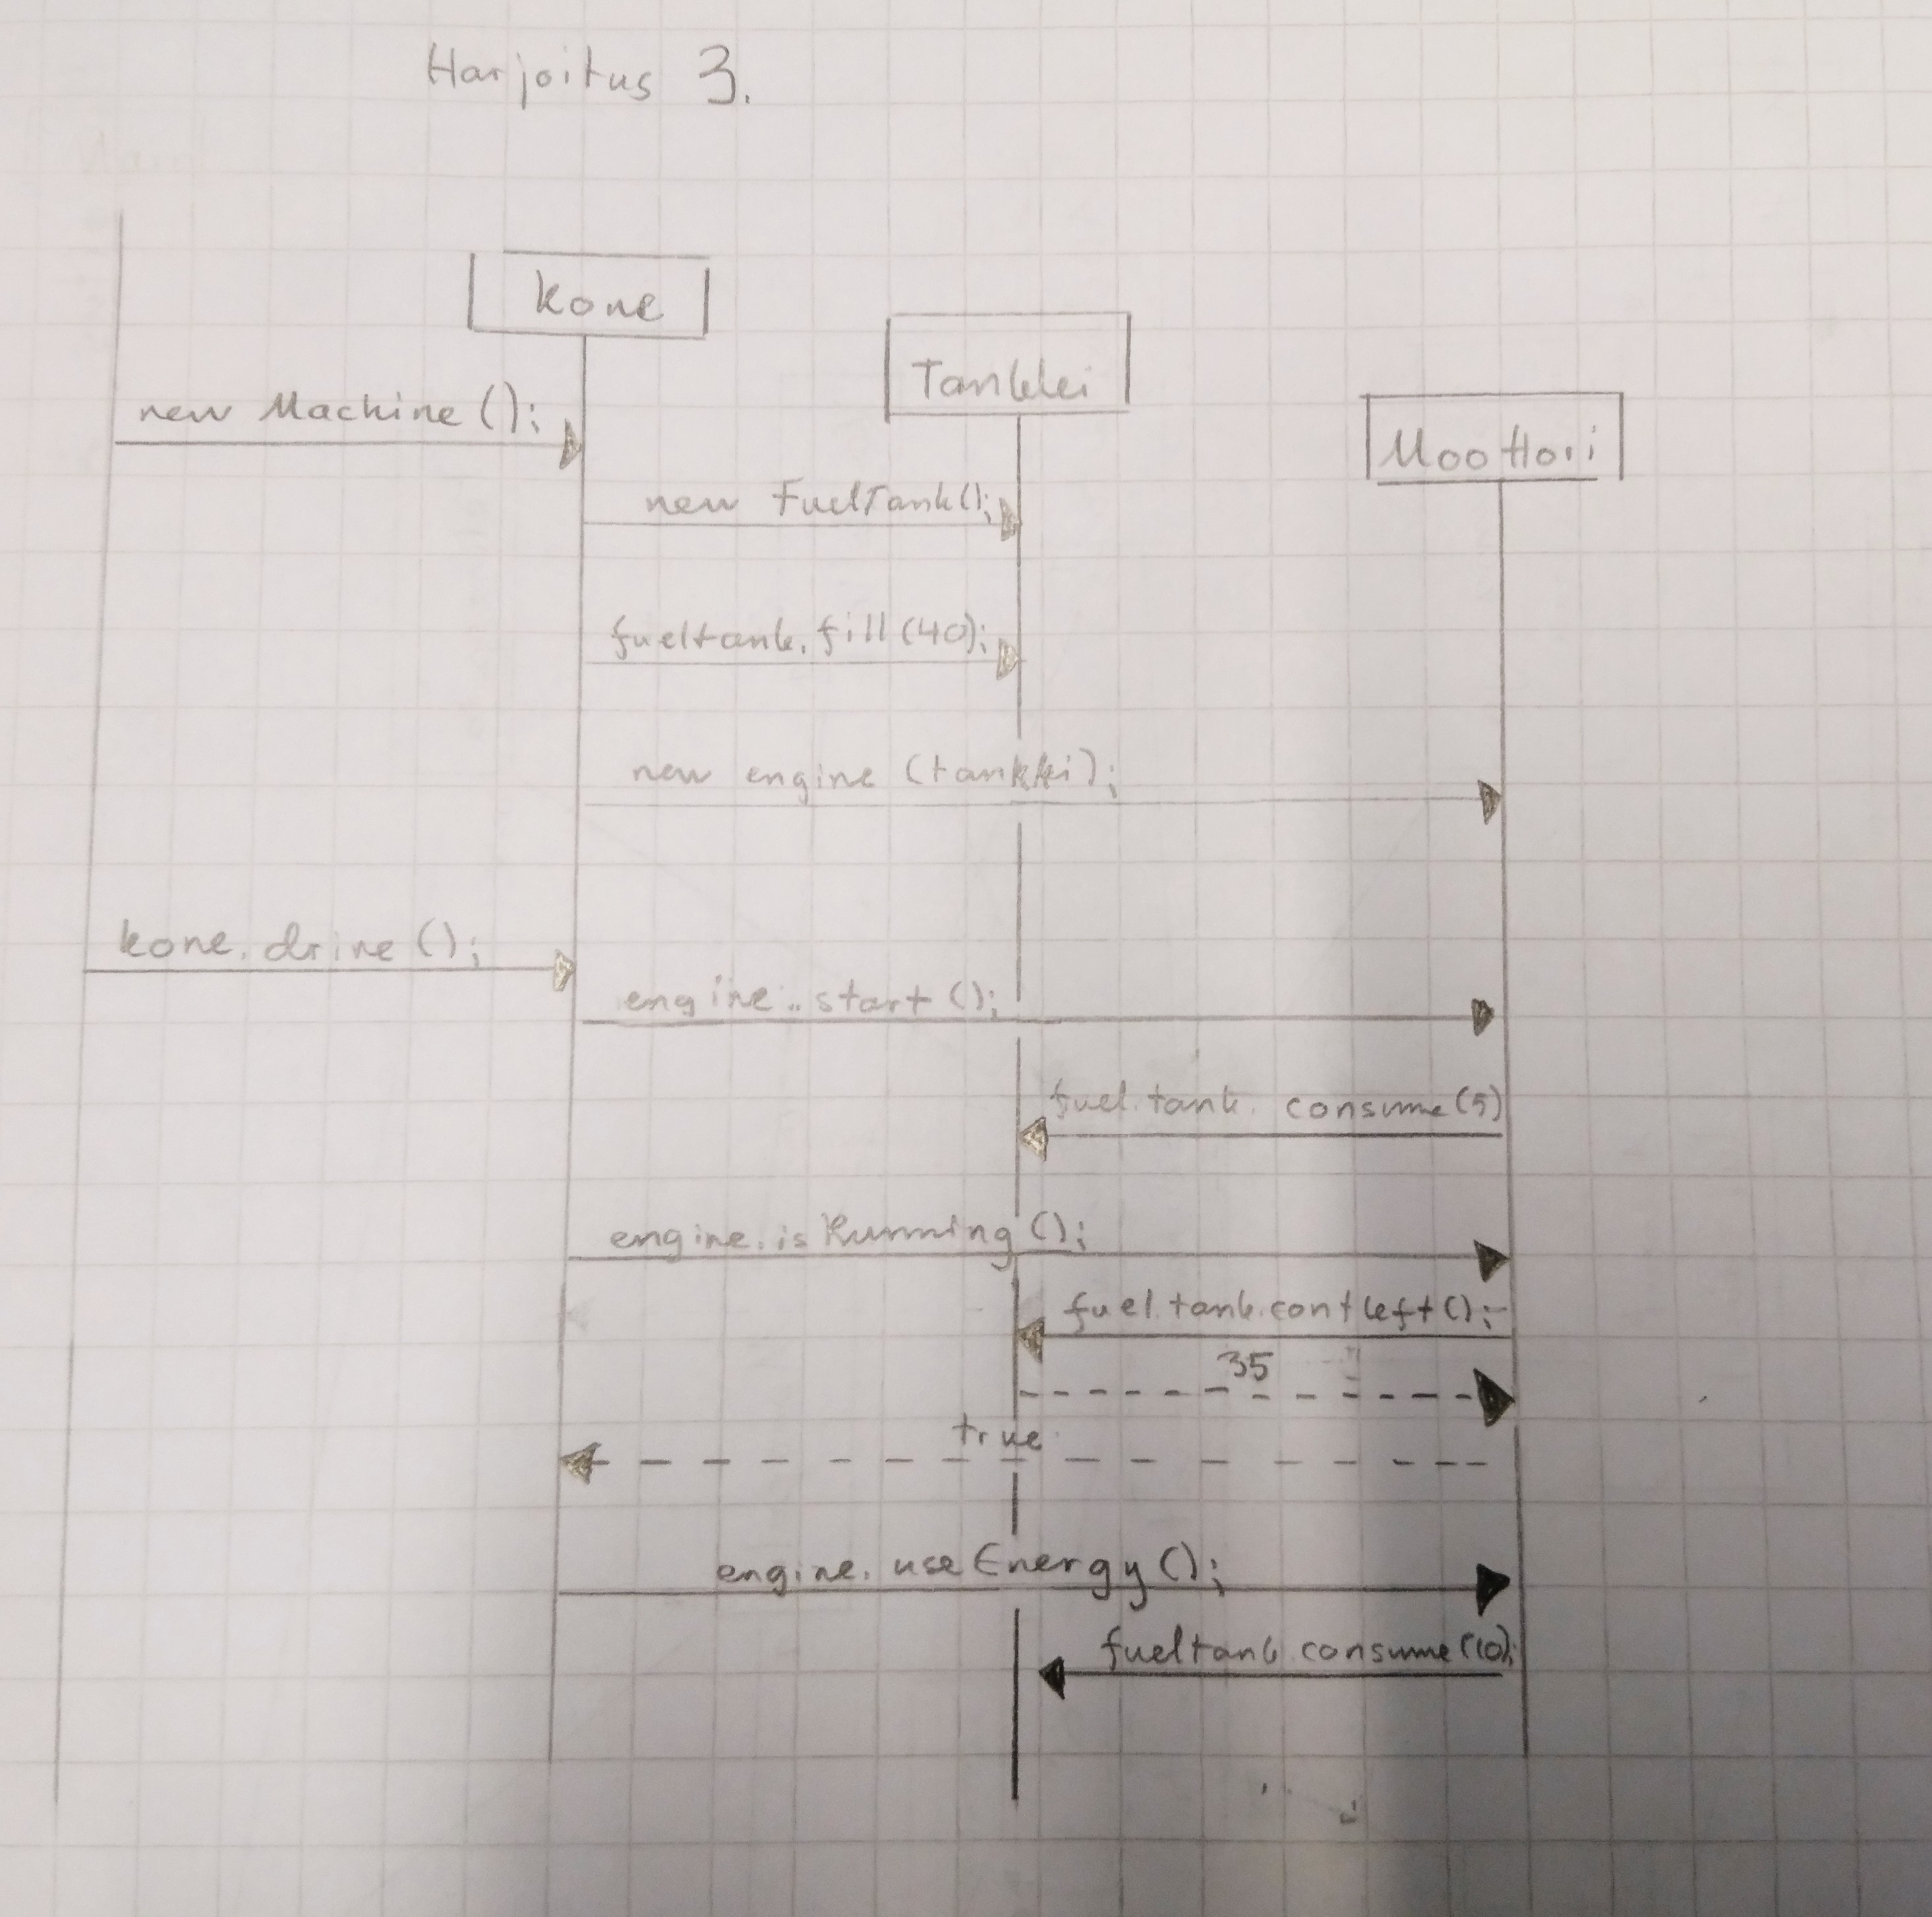 Harjoitus 3.
kone
Tankki
Moottori
new Machine();
new FuelTank();
fueltank.fill(40);
new engine (tankki);
kone.drive();
engine..start();
fuel.tank. consume(5)
engine.isRunning();
fuel.tank.contLeft();
35
true
engine.useEnergy();
fueltank.consume(10);